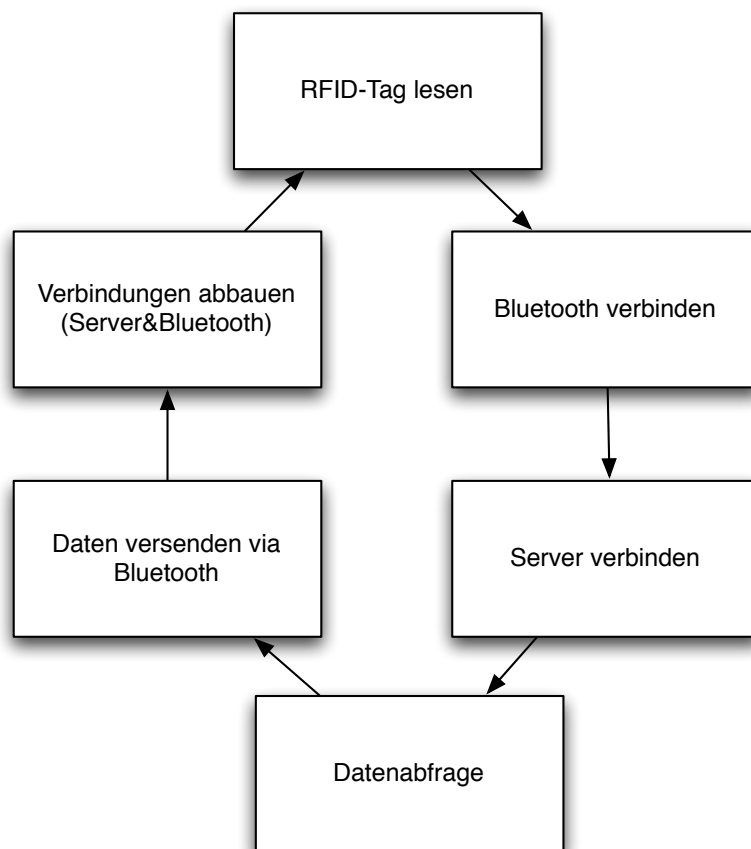 RFID-Tag lesen
Verbindungen abbauen
(Server&Bluetooth)
Bluetooth verbinden
Daten versenden via
Bluetooth
Server verbinden
Datenabfrage